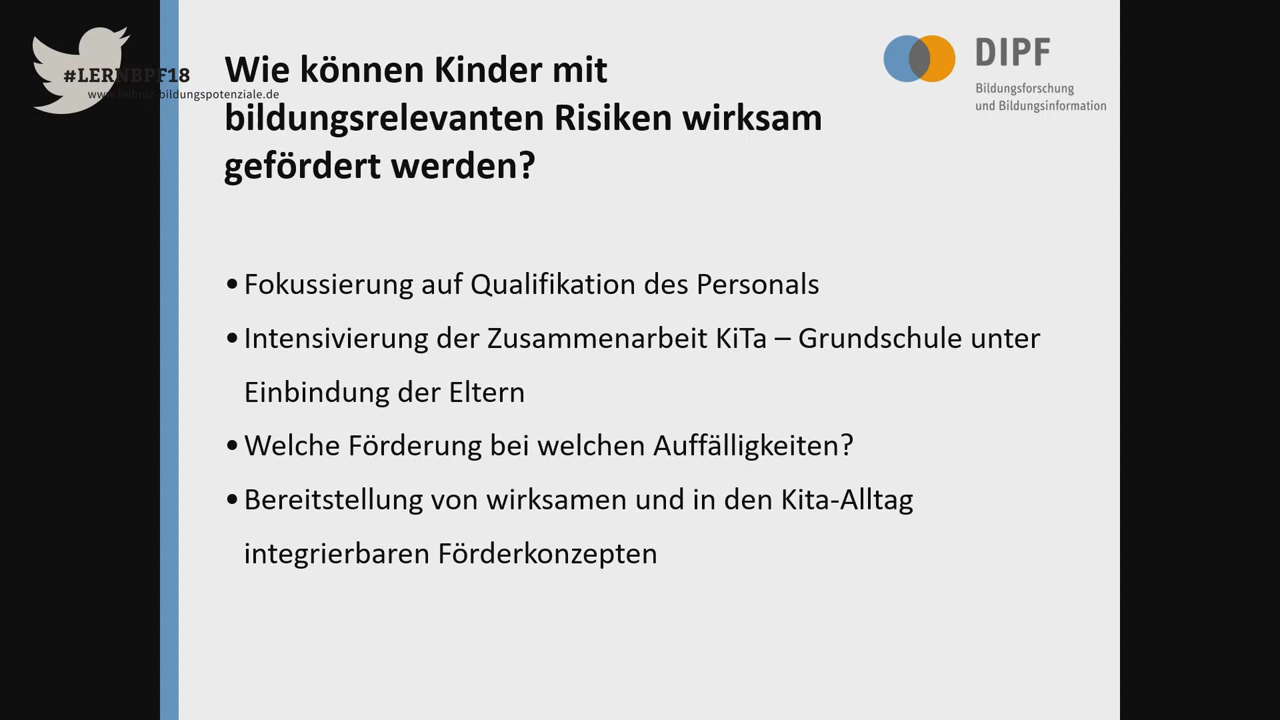 #LERNBPF18
www.leibniz-bildungspotenziale.de
Wie können Kinder mit
bildungsrelevanten Risiken wirksam
gefördert werden?
DIPF
Bildungsforschung
und Bildungsinformation
• Fokussierung auf Qualifikation des Personals
• Intensivierung der Zusammenarbeit KiTa – Grundschule unter
Einbindung der Eltern
• Welche Förderung bei welchen Auffälligkeiten?
• Bereitstellung von wirksamen und in den Kita-Alltag
integrierbaren Förderkonzepten